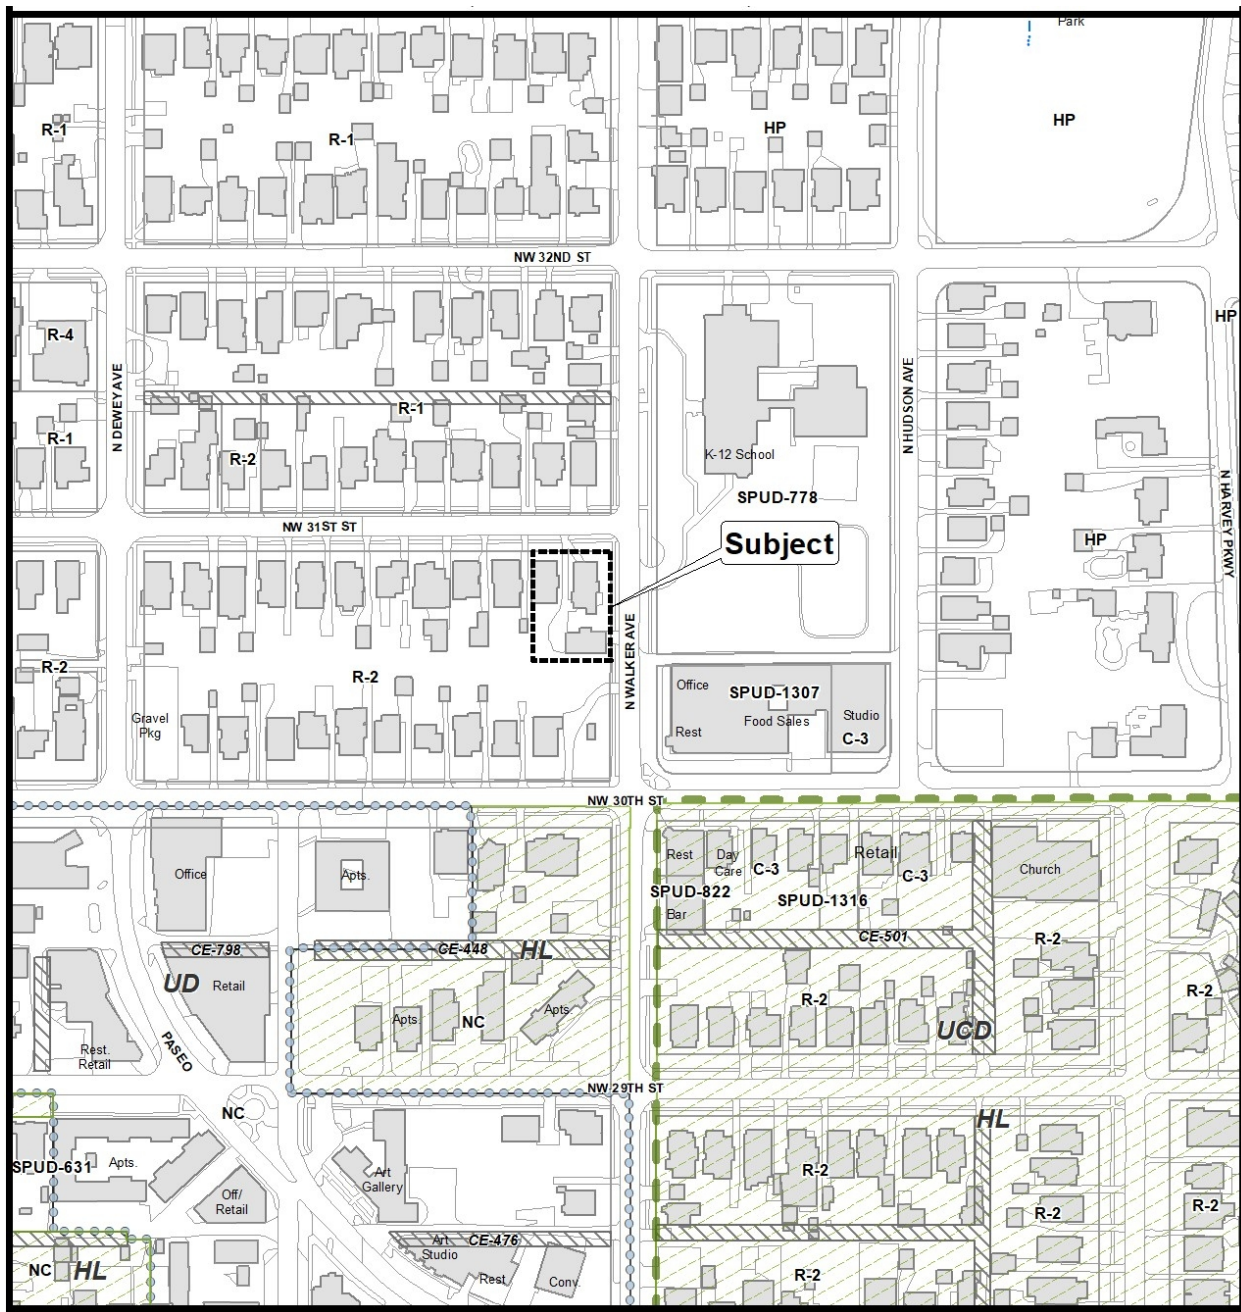 Park
R-1
R-1
HP
HP
NW 32ND ST
R-4
HP
N DEWEY AVE
N HUDSON AVE
R-1
R-1
R-2
K-12 School
SPUD-778
N HARVEY PKWY
NW 31ST ST
Subject
HP
N WALKER AVE
R-2
R-2
Office
SPUD-1307
Food Sales
Studio
Rest
C-3
Gravel
Pkg
NW 30TH ST
Office
Apts.
Rest
Day
Care
C-3
Retail
C-3
Church
SPUD-822
SPUD-1316
Bar
CE-798
CE-448
HL
CE-501
R-2
UD
Retail
R-2
R-2
Apts.
NC
Apts.
UCD
Rest.
Retail
PASEO
NW 29TH ST
NC
HL
SPUD-631
Apts.
Art
Gallery
R-2
Off/
Retail
R-2
R-2
Art
Studio
CE-476
NC
HL
Rest
Conv.
R-2